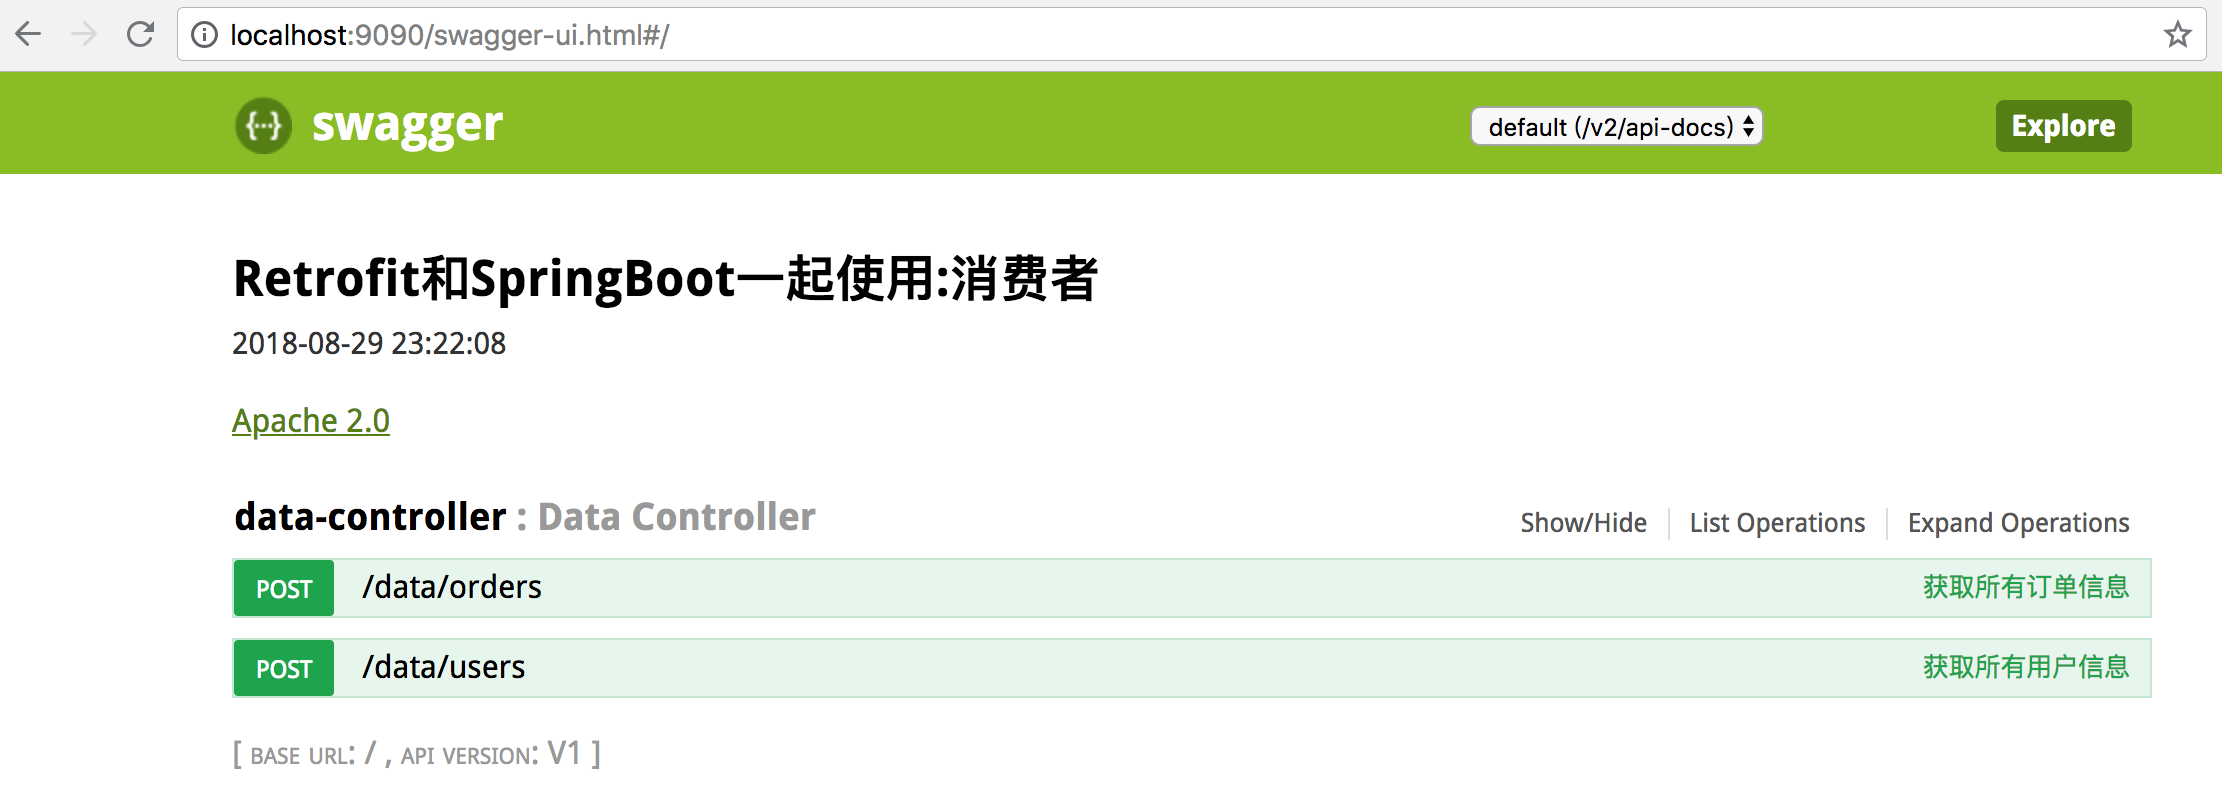 localhost:9090/swagger-ui.html#/
{···} swagger default (/v2/api-docs) Explore
Retrofit和SpringBoot一起使用:消费者
2018-08-29 23:22:08
Apache 2.0
data-controller : Data Controller Show/Hide List Operations Expand Operations
POST /data/orders 获取所有订单信息
POST /data/users 获取所有用户信息
[ BASE URL: / , API VERSION: V1 ]